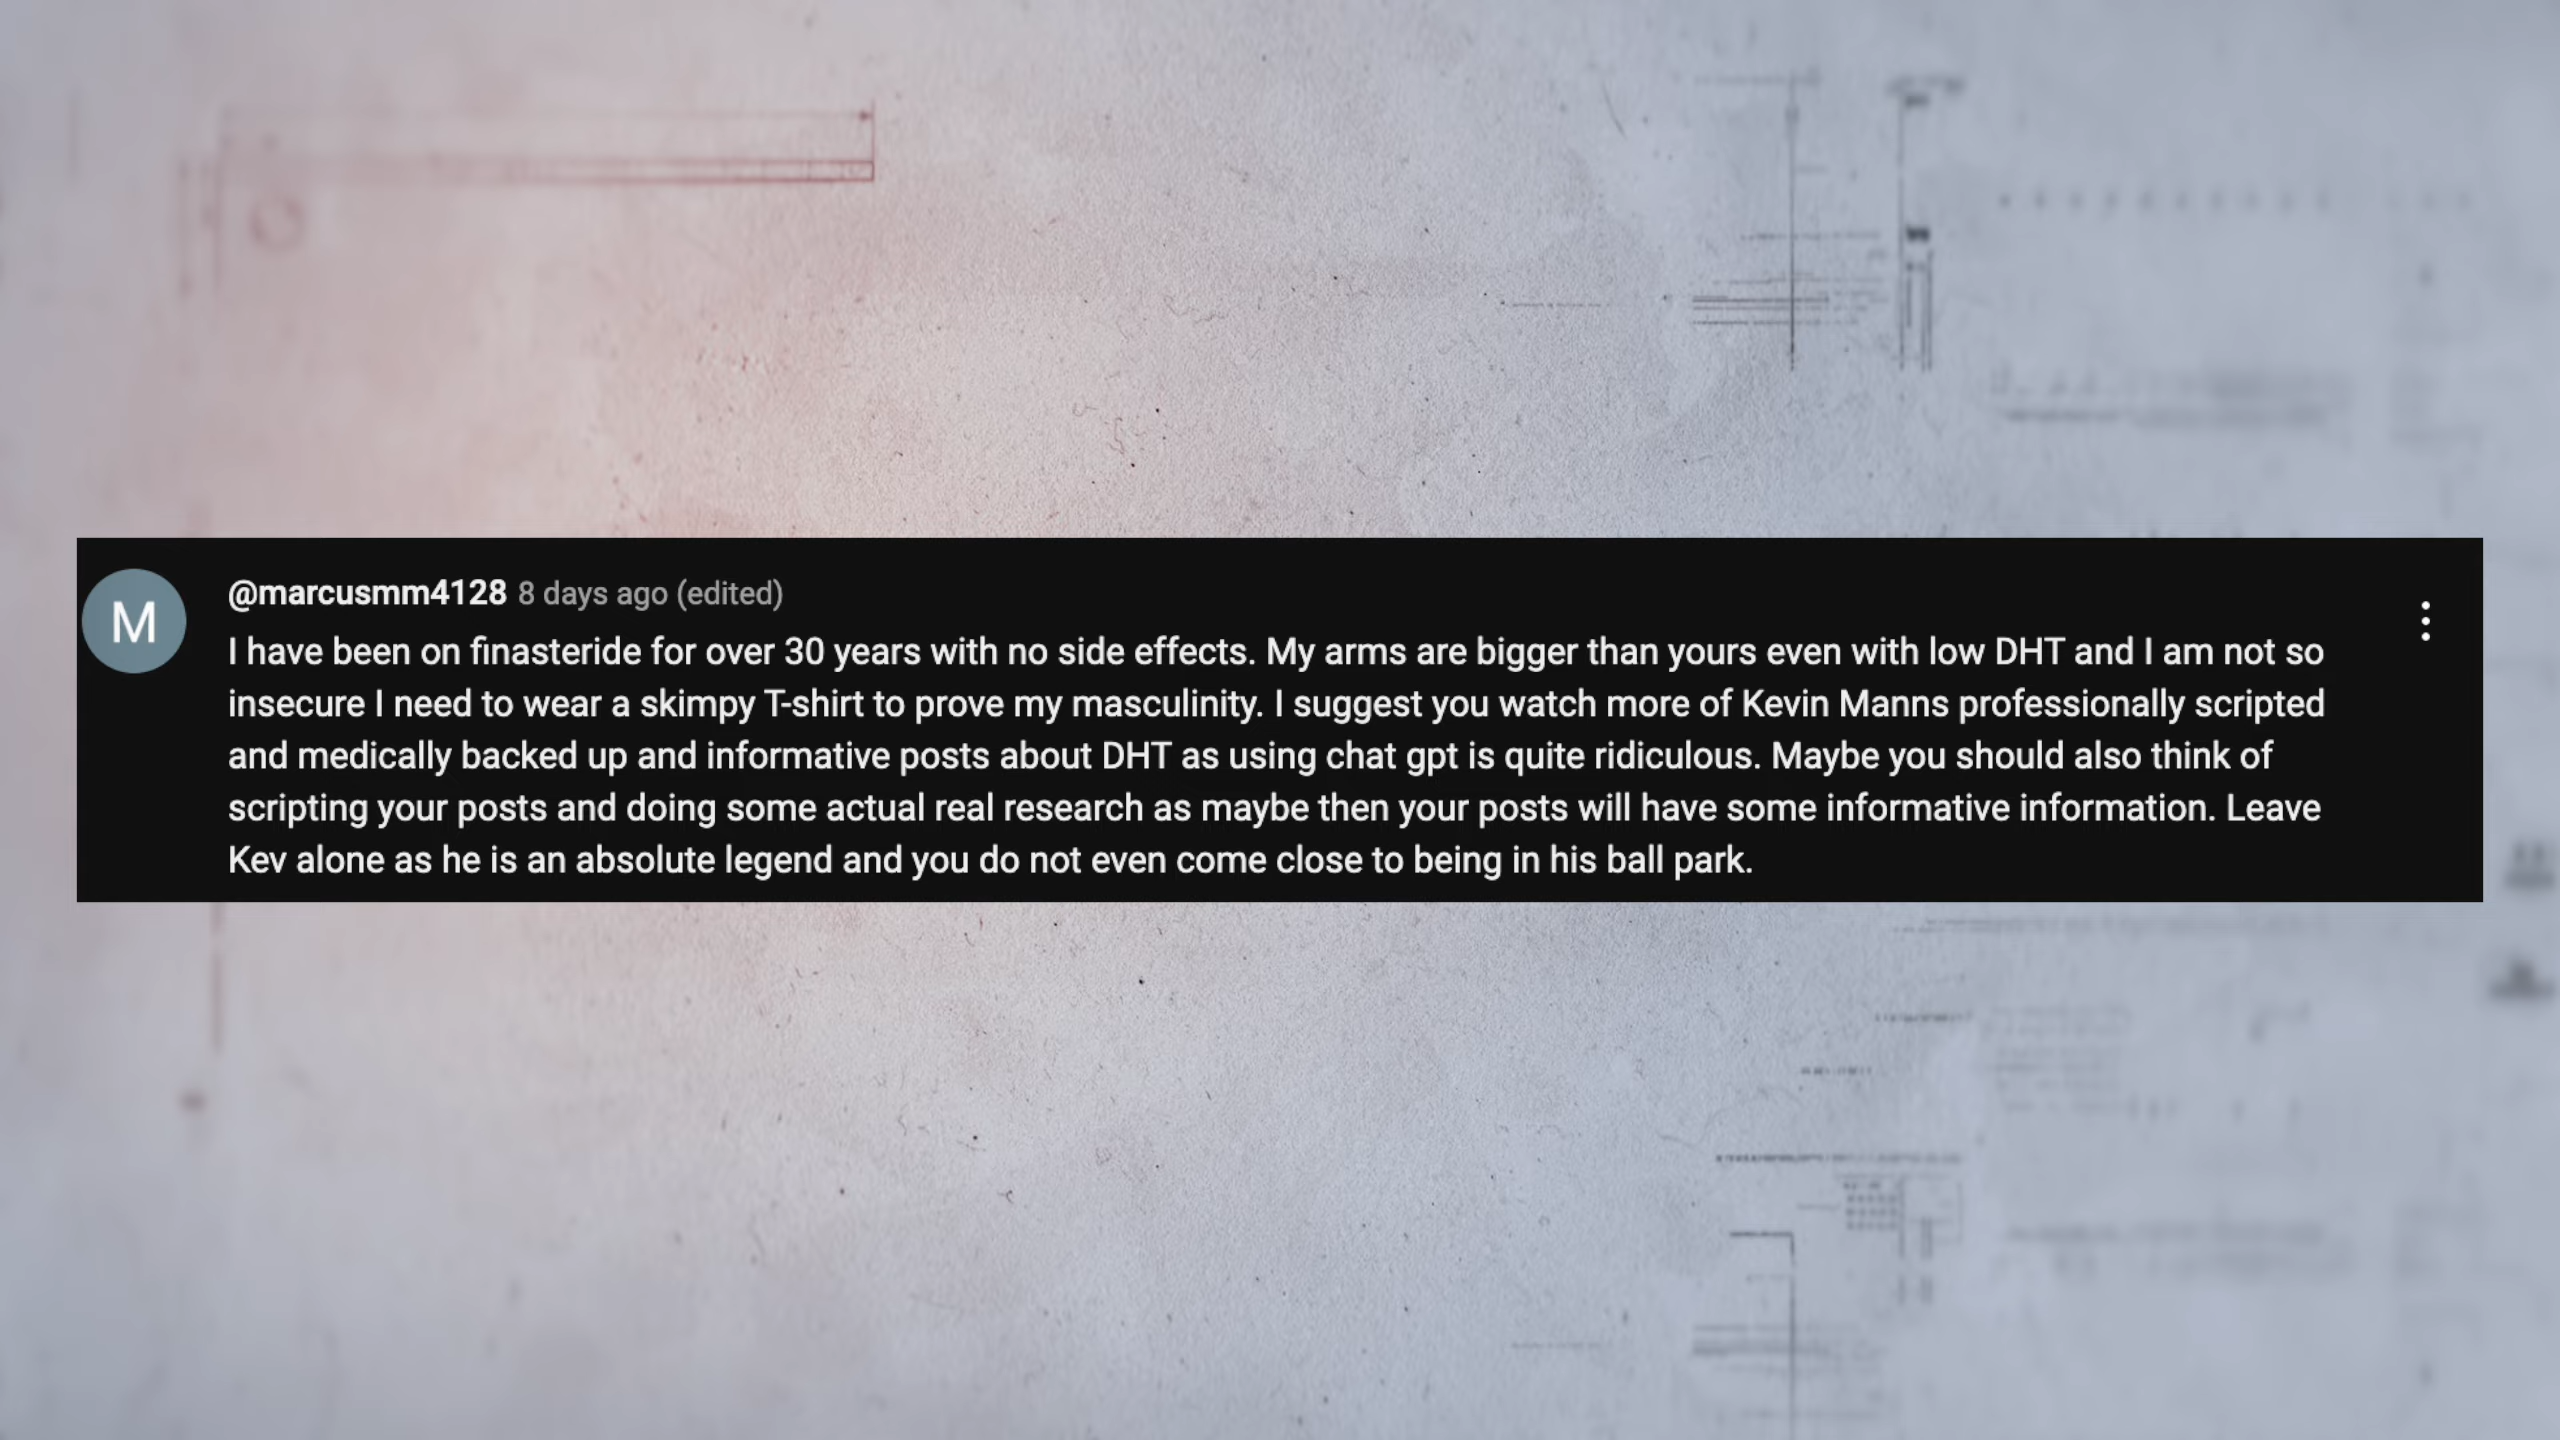 M
@marcusmm4128 8 days ago (edited)
I have been on finasteride for over 30 years with no side effects. My arms are bigger than yours even with low DHT and I am not so
insecure I need to wear a skimpy T-shirt to prove my masculinity. I suggest you watch more of Kevin Manns professionally scripted
and medically backed up and informative posts about DHT as using chat gpt is quite ridiculous. Maybe you should also think of
scripting your posts and doing some actual real research as maybe then your posts will have some informative information. Leave
Kev alone as he is an absolute legend and you do not even come close to being in his ball park.